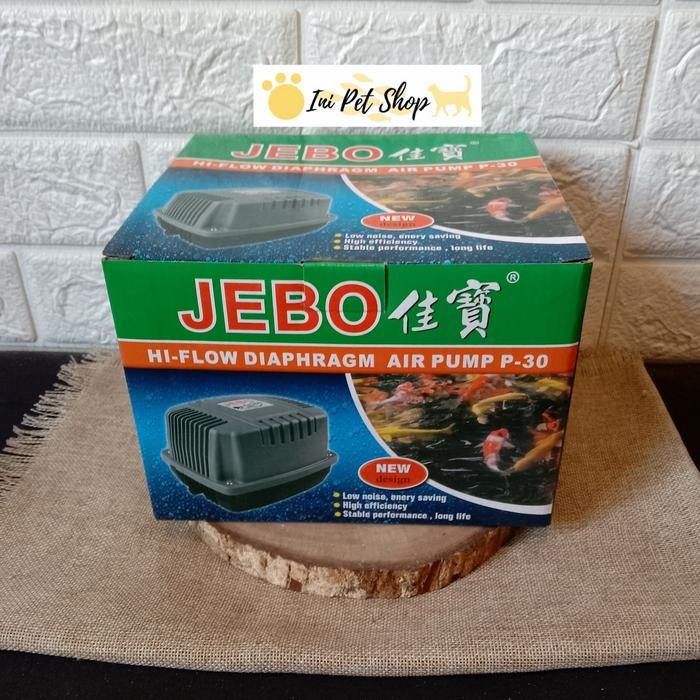 Ini Pet Shop
JEBO佳寶®
HI-FLOW DIAPHRAGM AIR PUMP P-30
NEW
design
Low noise, enery saving
High efficiency
Stable performance , long life
JEBO佳寶®
HI-FLOW DIAPHRAGM AIR PUMP P-30
NEW
design
Low noise, enery saving
High efficiency
Stable performance , long life